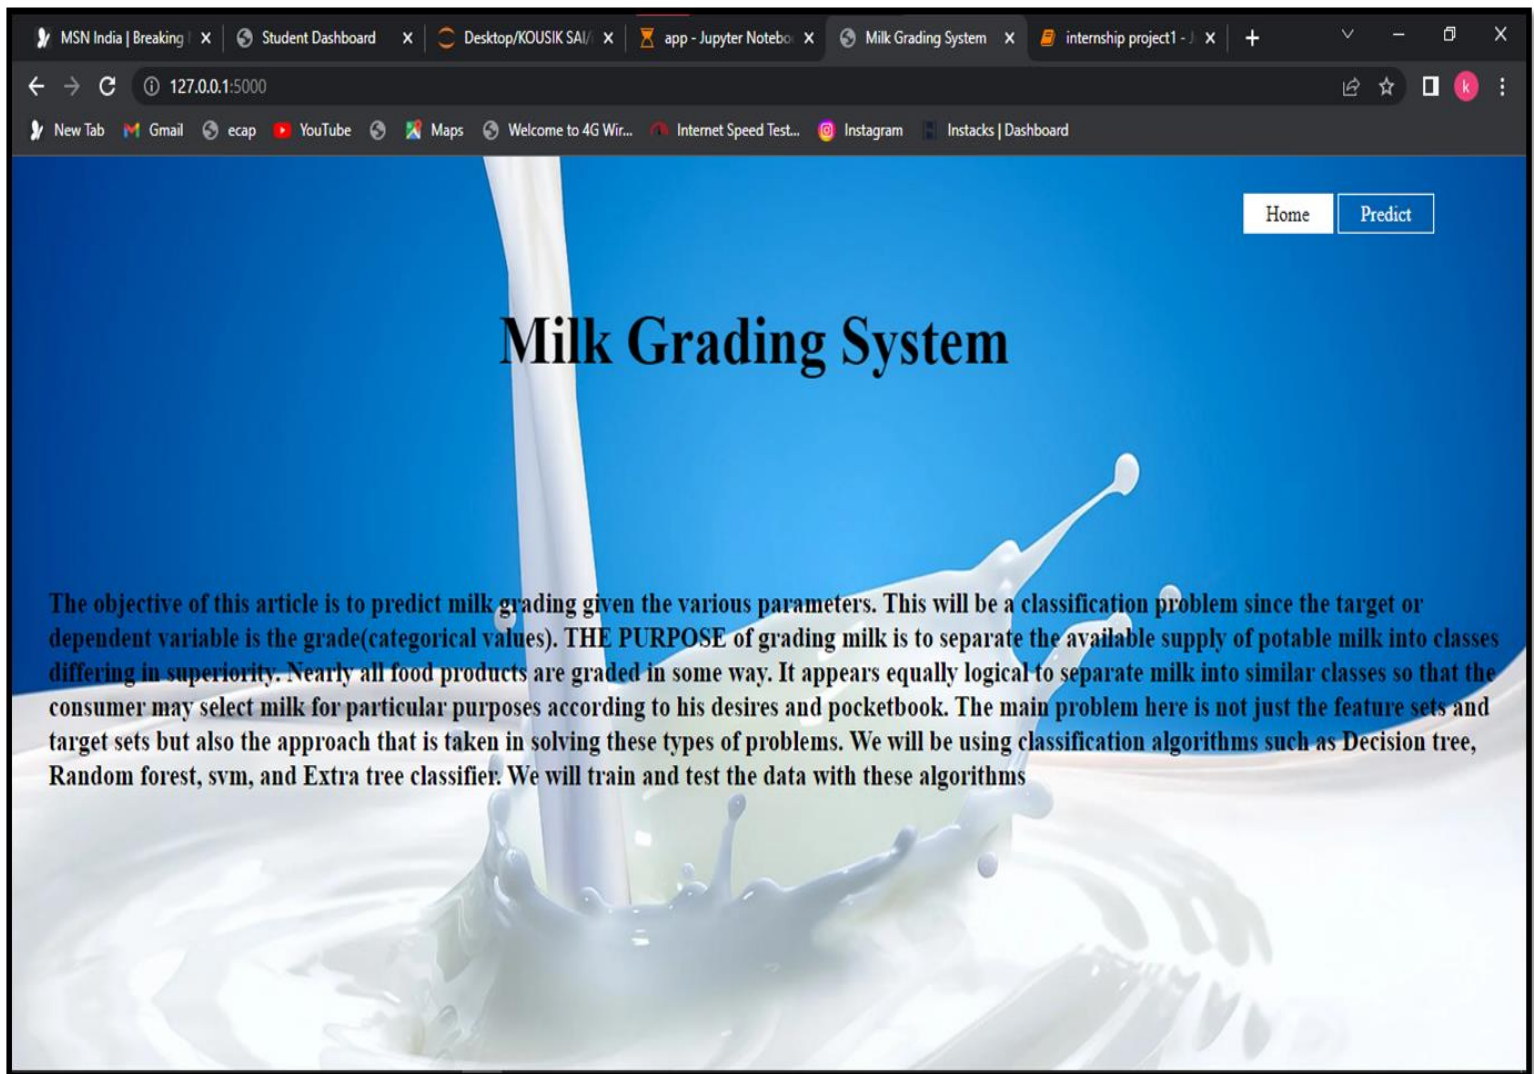 MSN India | Breaking
Student Dashboard
Desktop/KOUSIK SAI/
app - Jupyter Notebo
Milk Grading System
internship project1 - J
127.0.0.1:5000
k
New Tab
Gmail
ecap
YouTube
Maps
Welcome to 4G Wir...
Internet Speed Test...
Instagram
Instacks | Dashboard
Home
Predict
Milk Grading System
The objective of this article is to predict milk grading given the various parameters. This will be a classification problem since the target or
dependent variable is the grade(categorical values). THE PURPOSE of grading milk is to separate the available supply of potable milk into classes
differing in superiority. Nearly all food products are graded in some way. It appears equally logical to separate milk into similar classes so that the
consumer may select milk for particular purposes according to his desires and pocketbook. The main problem here is not just the feature sets and
target sets but also the approach that is taken in solving these types of problems. We will be using classification algorithms such as Decision tree,
Random forest, svm, and Extra tree classifier. We will train and test the data with these algorithms